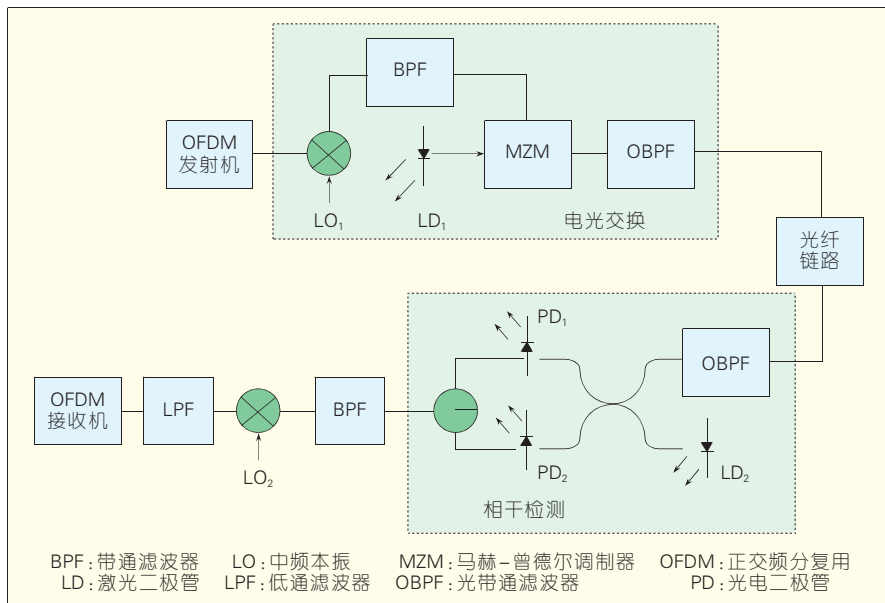 BPF
OFDM
发射机
MZM
OBPF
LO₁
LD₁
电光交换
光纤
链路
PD₁
OBPF
OFDM
接收机
LPF
BPF
LO₂
PD₂
LD₂
相干检测
BPF：带通滤波器 LO：中频本振 MZM：马赫-曾德尔调制器 OFDM：正交频分复用
LD：激光二极管 LPF：低通滤波器 OBPF：光带通滤波器 PD：光电二极管